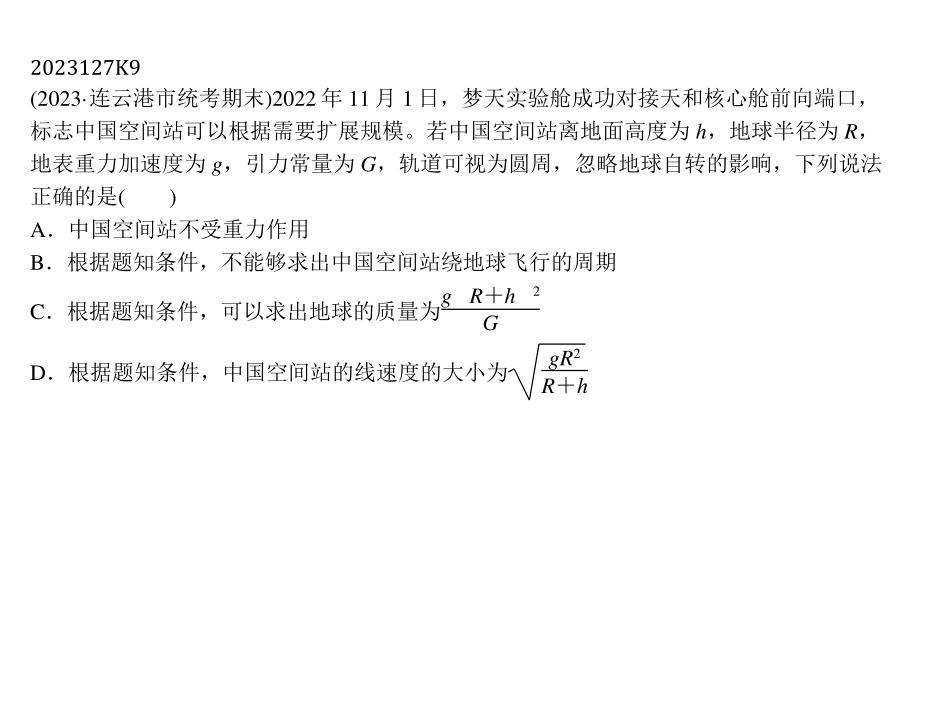 2023127K9
(2023·连云港市统考期末)2022 年 11 月 1 日，梦天实验舱成功对接天和核心舱前向端口，
标志中国空间站可以根据需要扩展规模。若中国空间站离地面高度为 h，地球半径为 R，
地表重力加速度为 g，引力常量为 G，轨道可视为圆周，忽略地球自转的影响，下列说法
正确的是(　　)
A．中国空间站不受重力作用
B．根据题知条件，不能够求出中国空间站绕地球飞行的周期
C．根据题知条件，可以求出地球的质量为 g R＋h ²/G
D．根据题知条件，中国空间站的线速度的大小为 √(gR²/R＋h)